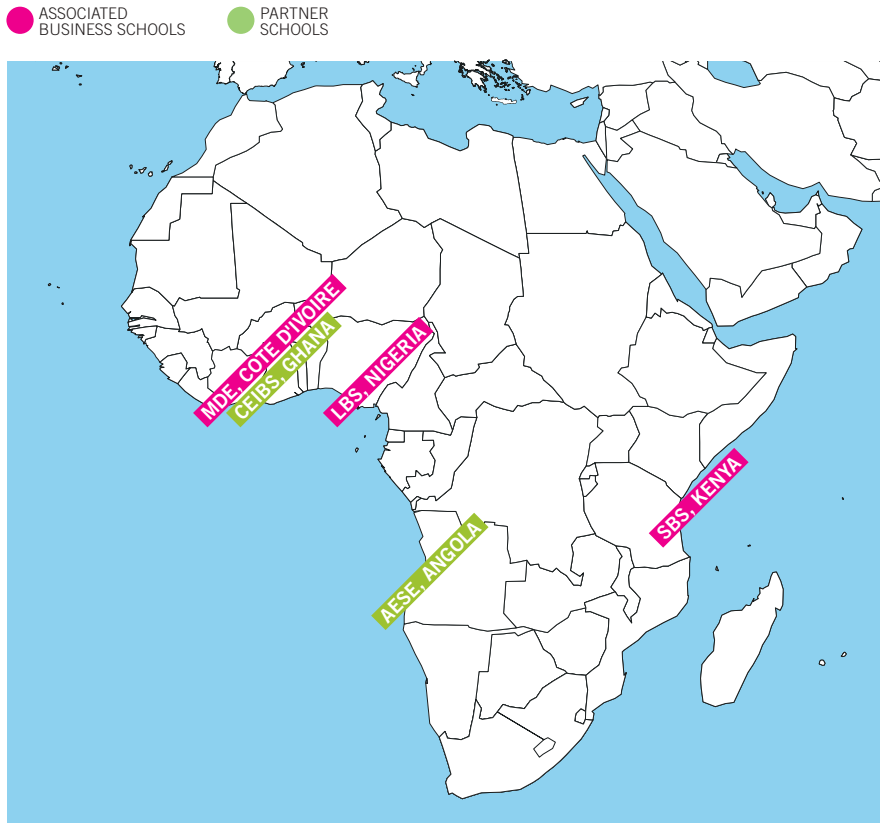 ASSOCIATED
BUSINESS SCHOOLS
PARTNER
SCHOOLS
MDE, COTE D'IVOIRE
CEIBS, GHANA
LBS, NIGERIA
SBS, KENYA
AESE, ANGOLA